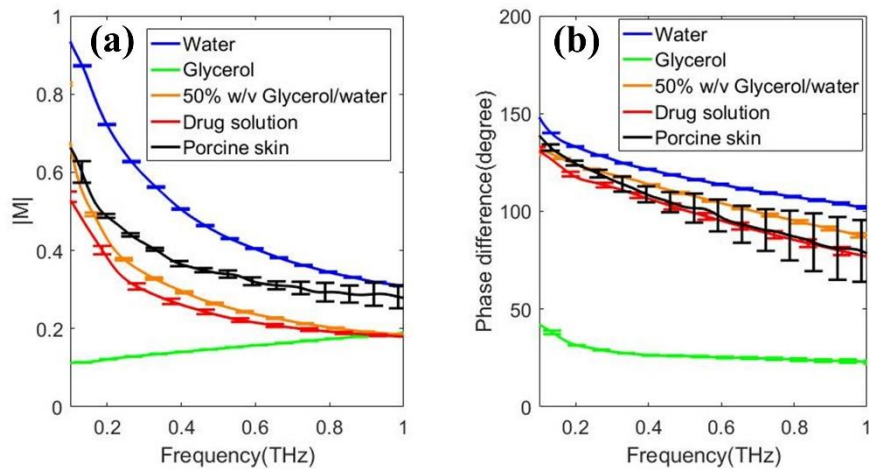 (a)
Water
Glycerol
50% w/v Glycerol/water
Drug solution
Porcine skin
1
0.8
0.6
0.4
0.2
0
|M|
0.2
0.4
0.6
0.8
1
Frequency(THz)
(b)
Water
Glycerol
50% w/v Glycerol/water
Drug solution
Porcine skin
200
150
100
50
0
Phase difference(degree)
0.2
0.4
0.6
0.8
1
Frequency(THz)